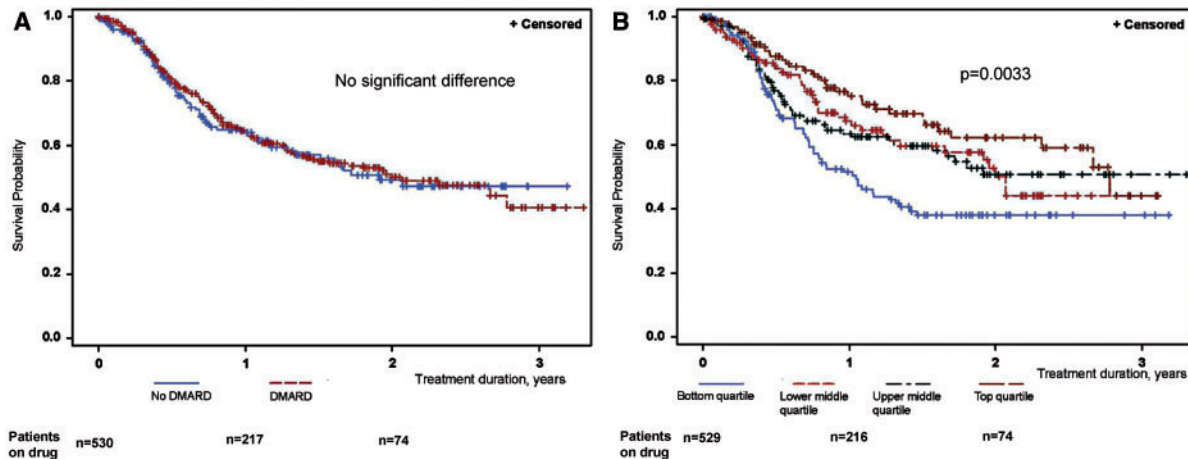 A
+ Censored
No significant difference
Survival Probability
1.0
0.8
0.6
0.4
0.2
0.0
0
1
2
3
Treatment duration, years
No DMARD
DMARD
Patients on drug
n=530
n=217
n=74
B
+ Censored
p=0.0033
Survival Probability
1.0
0.8
0.6
0.4
0.2
0.0
0
1
2
3
Treatment duration, years
Bottom quartile
Lower middle quartile
Upper middle quartile
Top quartile
Patients on drug
n=529
n=216
n=74